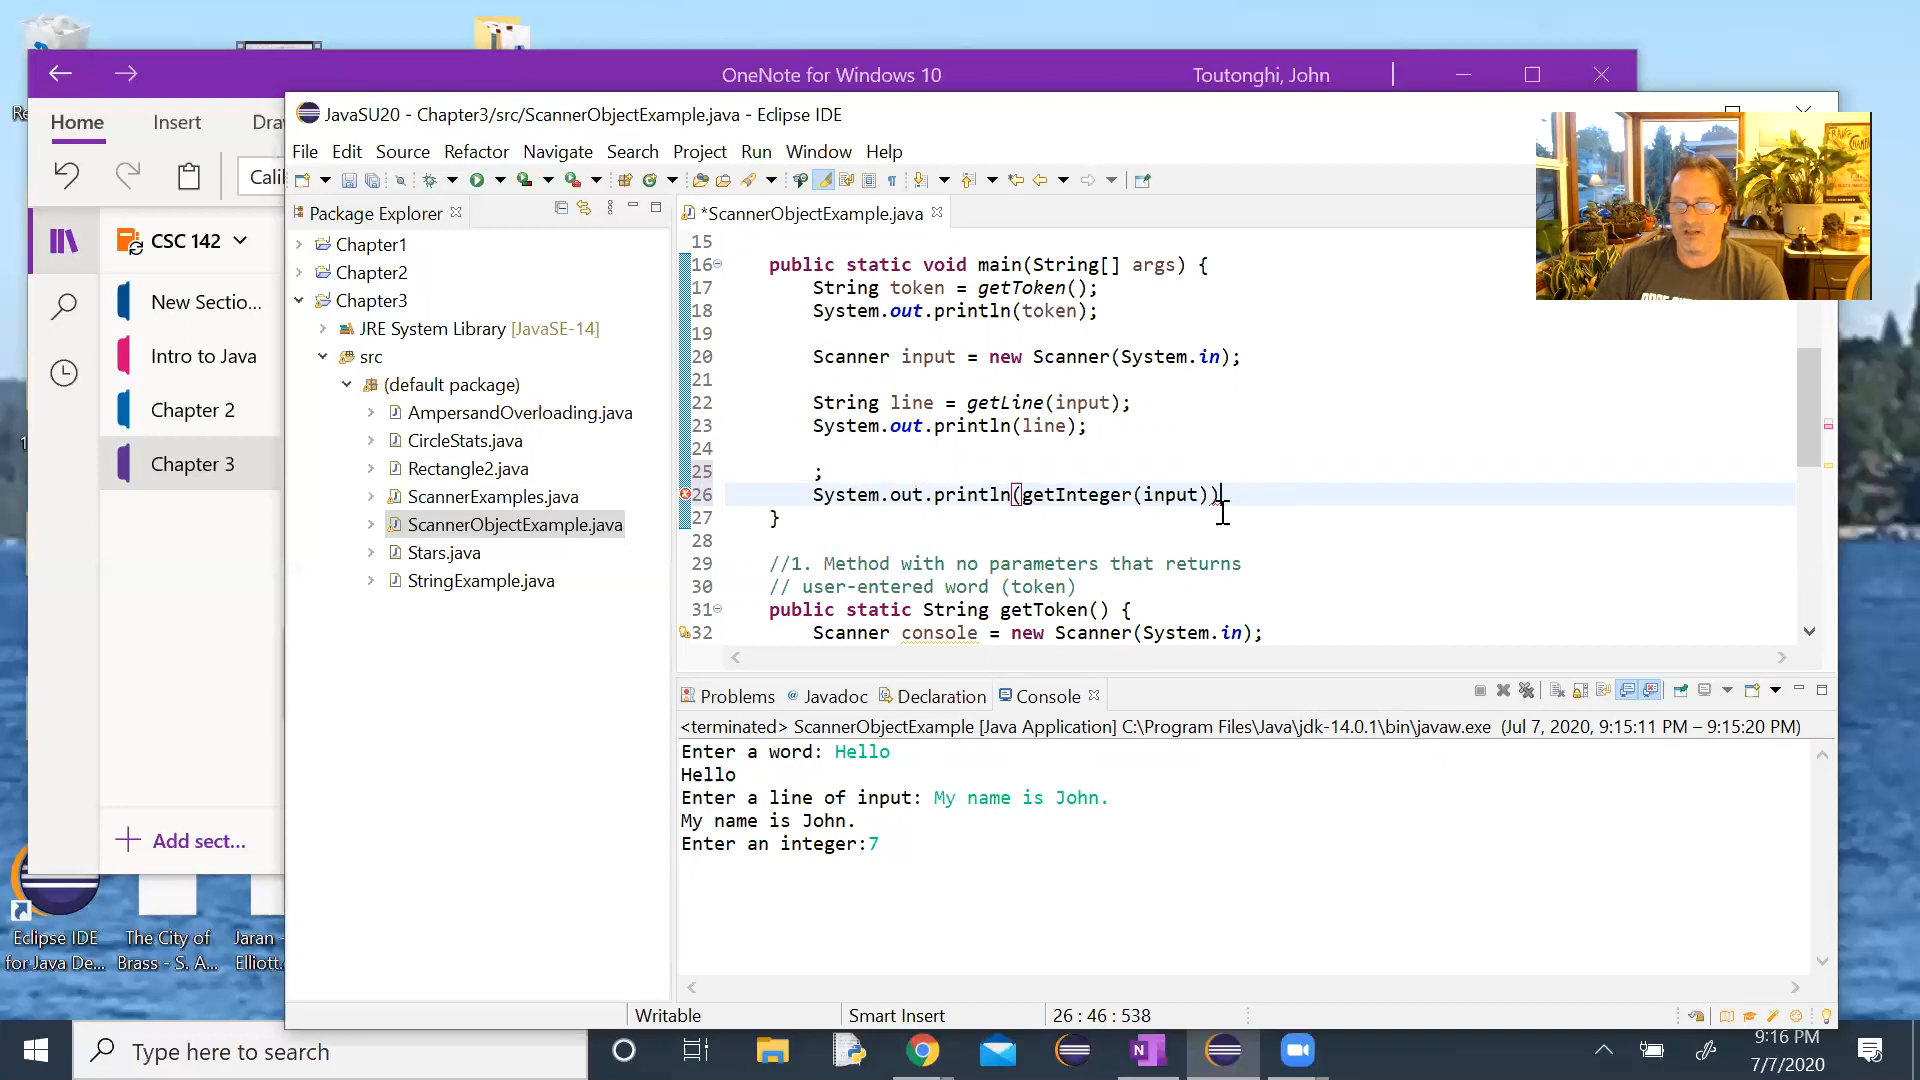 OneNote for Windows 10
Toutonghi, John
Home
Insert
Dra
Cali
CSC 142
New Sectio...
Intro to Java
Chapter 2
Chapter 3
Add sect...
JavaSU20 - Chapter3/src/ScannerObjectExample.java - Eclipse IDE
File Edit Source Refactor Navigate Search Project Run Window Help
Package Explorer
Chapter1
Chapter2
Chapter3
JRE System Library [JavaSE-14]
src
(default package)
AmpersandOverloading.java
CircleStats.java
Rectangle2.java
ScannerExamples.java
ScannerObjectExample.java
Stars.java
StringExample.java
*ScannerObjectExample.java
15
16 public static void main(String[] args) {
17 String token = getToken();
18 System.out.println(token);
19
20 Scanner input = new Scanner(System.in);
21
22 String line = getLine(input);
23 System.out.println(line);
24
25 ;
26 System.out.println(getInteger(input))
27 }
28
29 //1. Method with no parameters that returns
30 // user-entered word (token)
31 public static String getToken() {
32 Scanner console = new Scanner(System.in);
Problems Javadoc Declaration Console
<terminated> ScannerObjectExample [Java Application] C:\Program Files\Java\jdk-14.0.1\bin\javaw.exe (Jul 7, 2020, 9:15:11 PM – 9:15:20 PM)
Enter a word: Hello
Hello
Enter a line of input: My name is John.
My name is John.
Enter an integer:7
Writable
Smart Insert
26 : 46 : 538
Eclipse IDE
for Java De...
The City of
Brass - S. A...
Jaran -
Elliott.
Type here to search
9:16 PM
7/7/2020